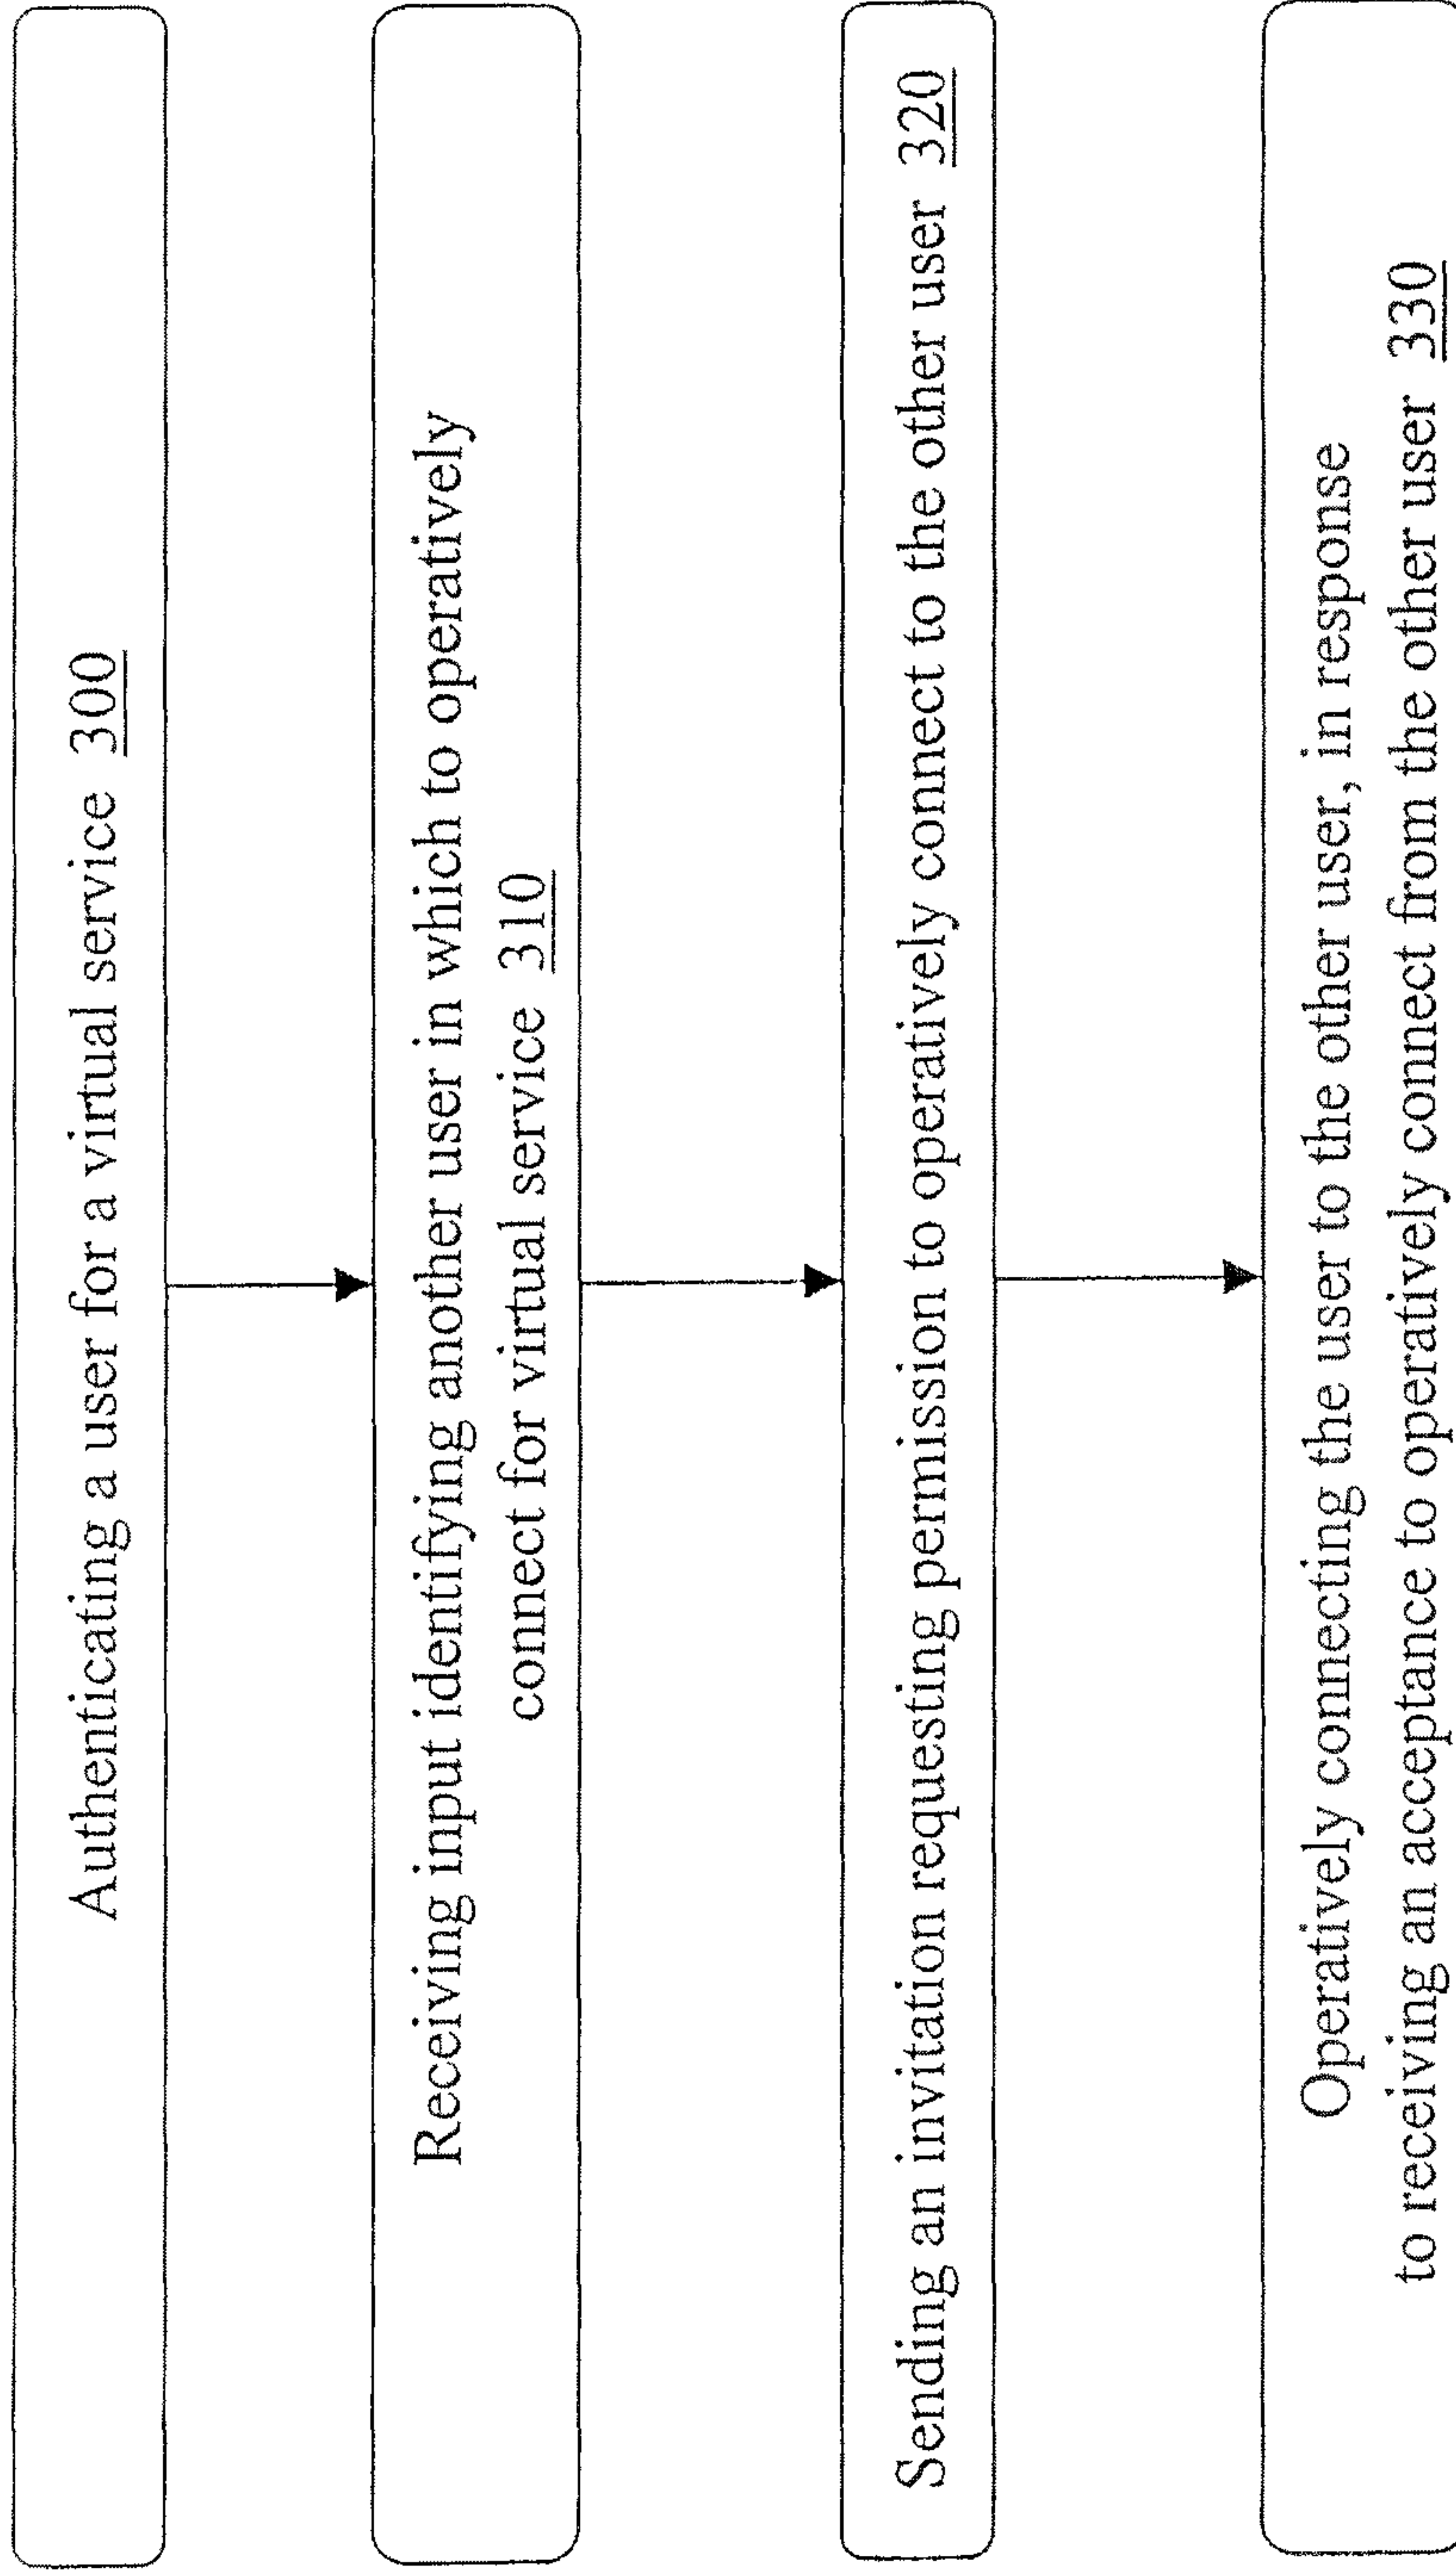 Authenticating a user for a virtual service 300
Receiving input identifying another user in which to operatively
connect for virtual service 310
Sending an invitation requesting permission to operatively connect to the other user 320
Operatively connecting the user to the other user, in response
to receiving an acceptance to operatively connect from the other user 330